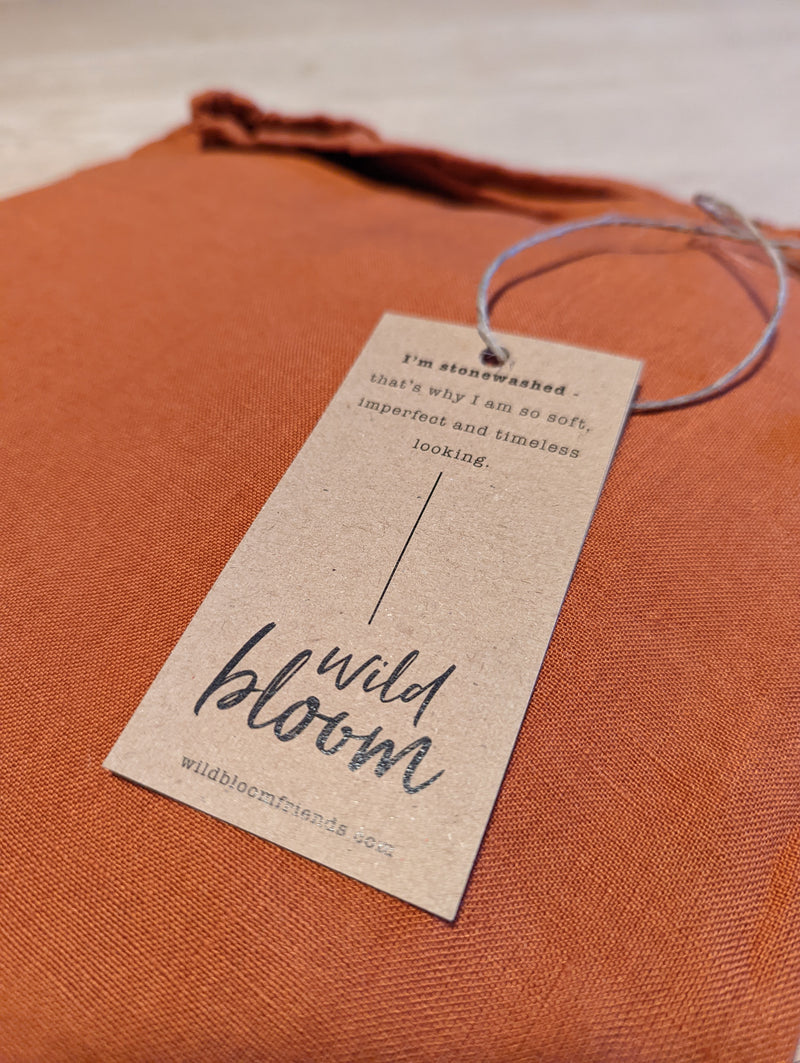 I'm stonewashed -
that's why I am so soft,
imperfect and timeless
looking.
wild
bloom
wildbloomfriends.com